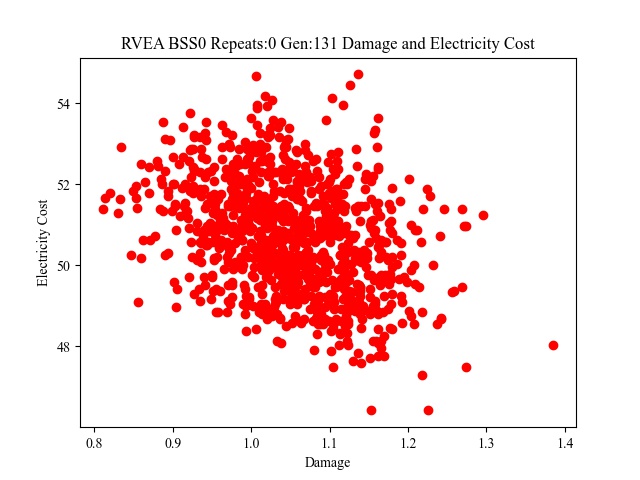 RVEA BSS0 Repeats:0 Gen:131 Damage and Electricity Cost
54
52
50
48
Electricity Cost
0.8 0.9 1.0 1.1 1.2 1.3 1.4
Damage